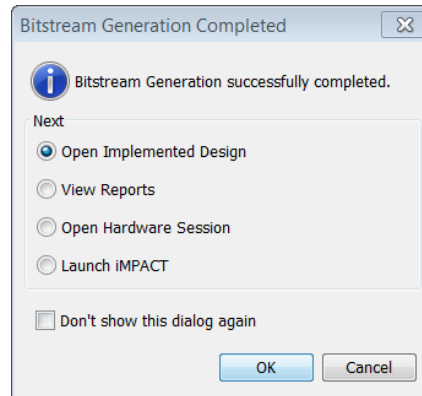 Bitstream Generation Completed
Bitstream Generation successfully completed.
Next
Open Implemented Design
View Reports
Open Hardware Session
Launch iMPACT
Don't show this dialog again
OK Cancel